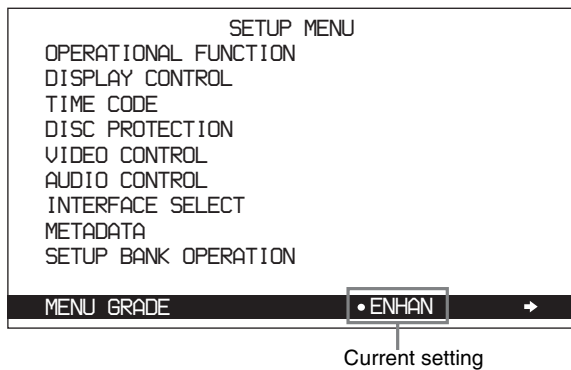 SETUP MENU
OPERATIONAL FUNCTION
DISPLAY CONTROL
TIME CODE
DISC PROTECTION
VIDEO CONTROL
AUDIO CONTROL
INTERFACE SELECT
METADATA
SETUP BANK OPERATION
MENU GRADE •ENHAN →
Current setting